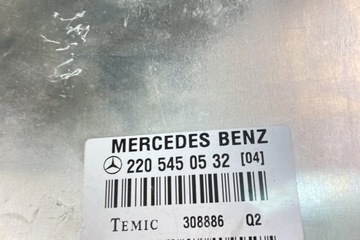 MERCEDES BENZ
220 545 05 32 [04]
TEMIC 308886 Q2